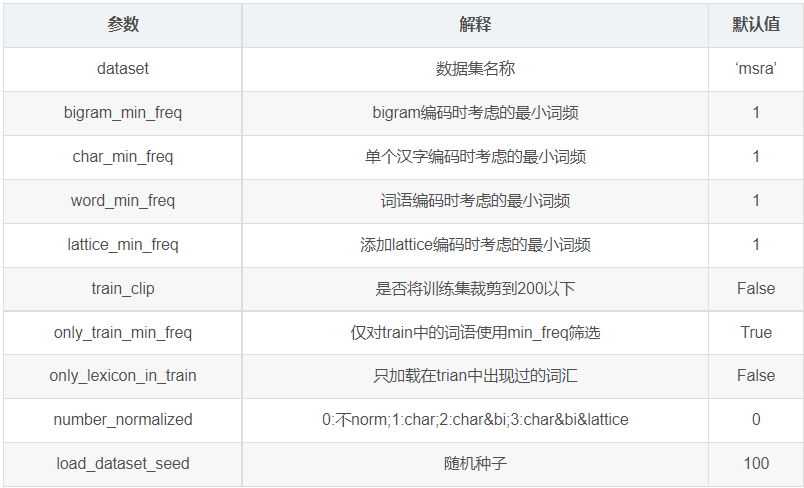 参数 解释 默认值
dataset 数据集名称 ‘msra’
bigram_min_freq bigram编码时考虑的最小词频 1
char_min_freq 单个汉字编码时考虑的最小词频 1
word_min_freq 词语编码时考虑的最小词频 1
lattice_min_freq 添加lattice编码时考虑的最小词频 1
train_clip 是否将训练集裁剪到200以下 False
only_train_min_freq 仅对train中的词语使用min_freq筛选 True
only_lexicon_in_train 只加载在trian中出现过的词汇 False
number_normalized 0:不norm;1:char;2:char&bi;3:char&bi&lattice 0
load_dataset_seed 随机种子 100